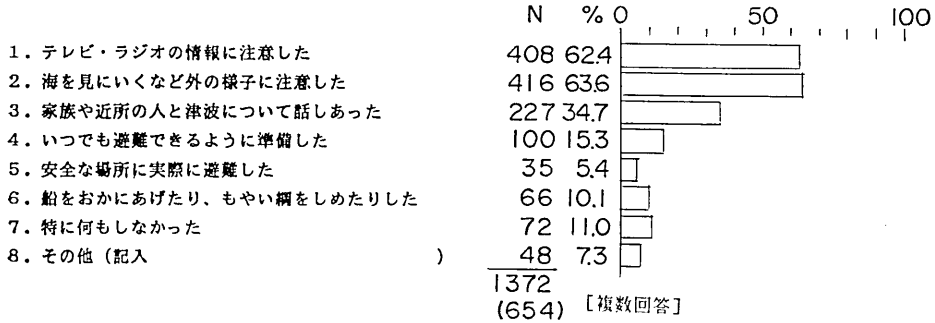 N % 0 50 100
1. テレビ・ラジオの情報に注意した 408 62.4
2. 海を見にいくなど外の様子に注意した 416 63.6
3. 家族や近所の人と津波について話しあった 227 34.7
4. いつでも避難できるように準備した 100 15.3
5. 安全な場所に実際に避難した 35 5.4
6. 船をおかにあげたり、もやい綱をしめたりした 66 10.1
7. 特に何もしなかった 72 11.0
8. その他（記入 ） 48 7.3
1372
(654) [複数回答]